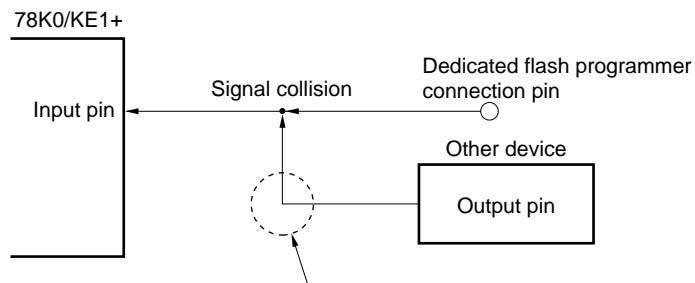 78K0/KE1+
Input pin
Signal collision
Dedicated flash programmer
connection pin
Other device
Output pin